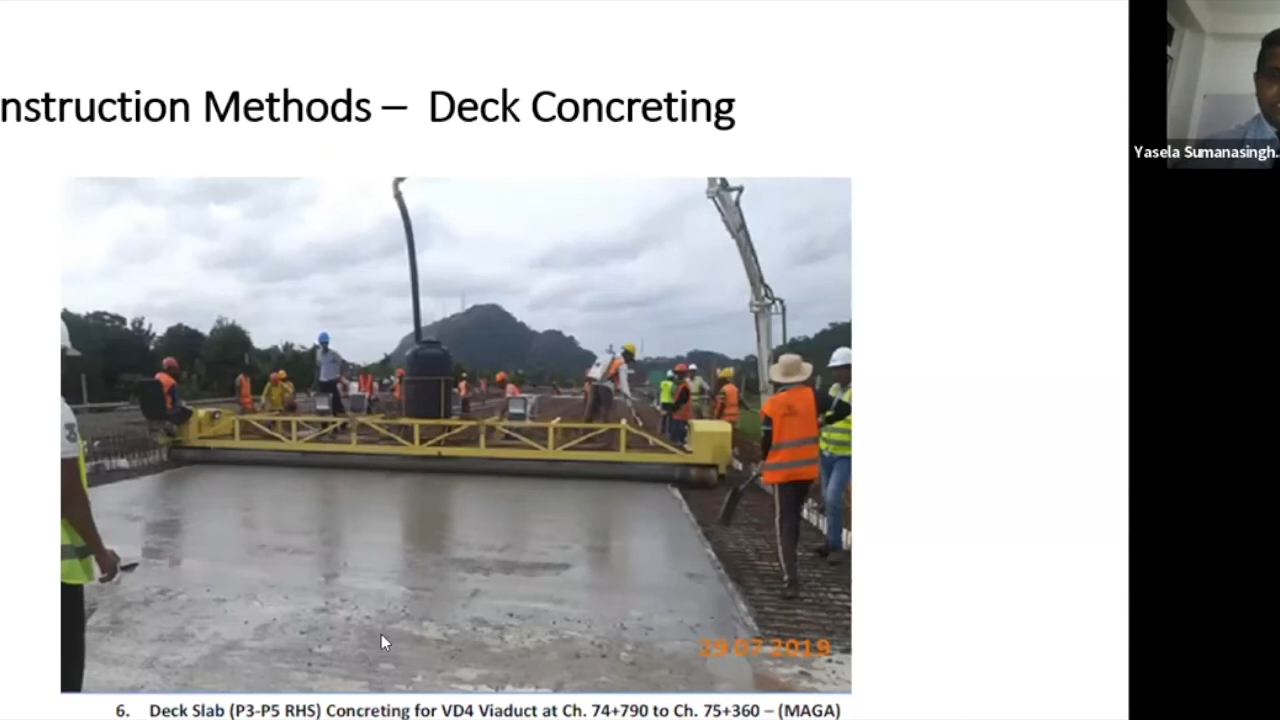 nstruction Methods – Deck Concreting
Yasela Sumanasingh...
29 07 2019
6. Deck Slab (P3-P5 RHS) Concreting for VD4 Viaduct at Ch. 74+790 to Ch. 75+360 – (MAGA)